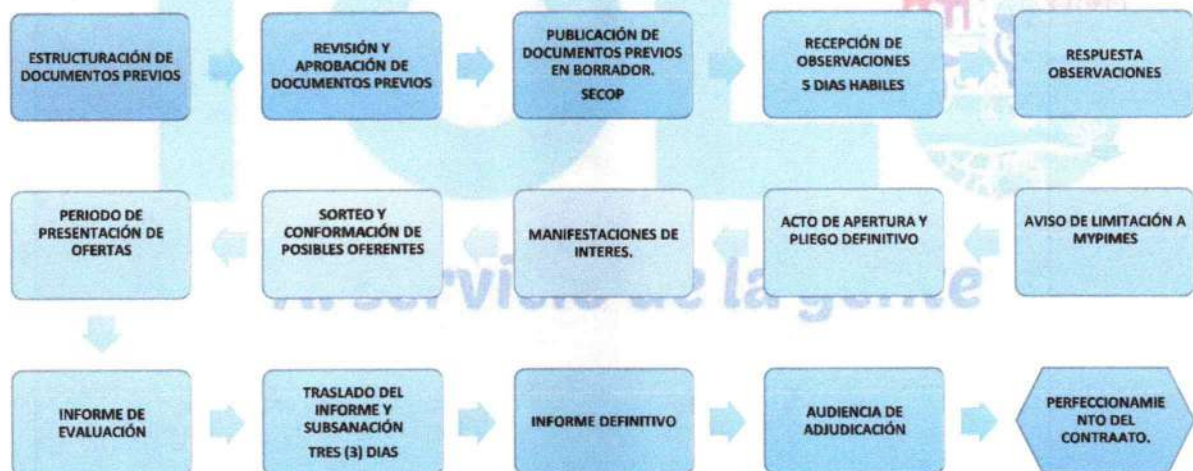 ESTRUCTURACIÓN DE
DOCUMENTOS PREVIOS
REVISIÓN Y
APROBACIÓN DE
DOCUMENTOS PREVIOS
PUBLICACIÓN DE
DOCUMENTOS PREVIOS
EN BORRADOR.
SECOP
RECEPCIÓN DE
OBSERVACIONES
5 DIAS HABILES
RESPUESTA
OBSERVACIONES
AVISO DE LIMITACIÓN A
MYPIMES
ACTO DE APERTURA Y
PLIEGO DEFINITIVO
MANIFESTACIONES DE
INTERES.
SORTEO Y
CONFORMACIÓN DE
POSIBLES OFERENTES
PERIODO DE
PRESENTACIÓN DE
OFERTAS
Al servicio de la gente
INFORME DE
EVALUACIÓN
TRASLADO DEL
INFORME Y
SUBSANACIÓN
TRES (3) DIAS
INFORME DEFINITIVO
AUDIENCIA DE
ADJUDICACIÓN
PERFECCIONAMIE
NTO DEL
CONTRAATO.